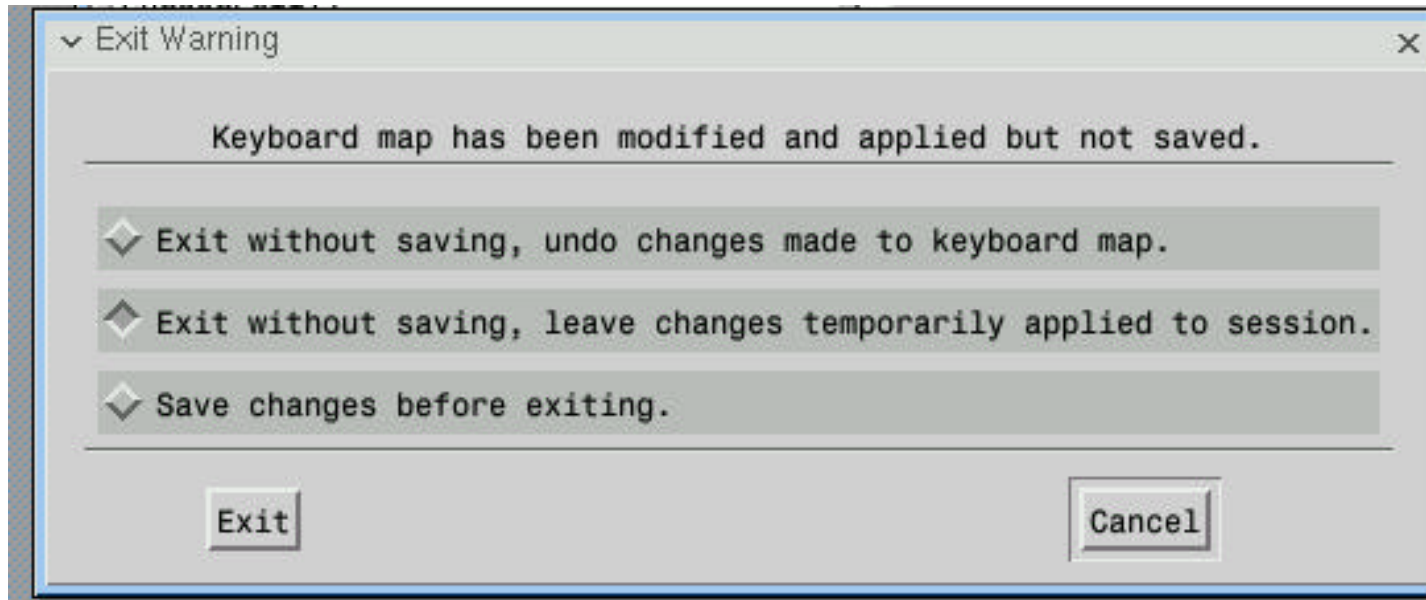 Exit Warning
Keyboard map has been modified and applied but not saved.
Exit without saving, undo changes made to keyboard map.
Exit without saving, leave changes temporarily applied to session.
Save changes before exiting.
Exit
Cancel